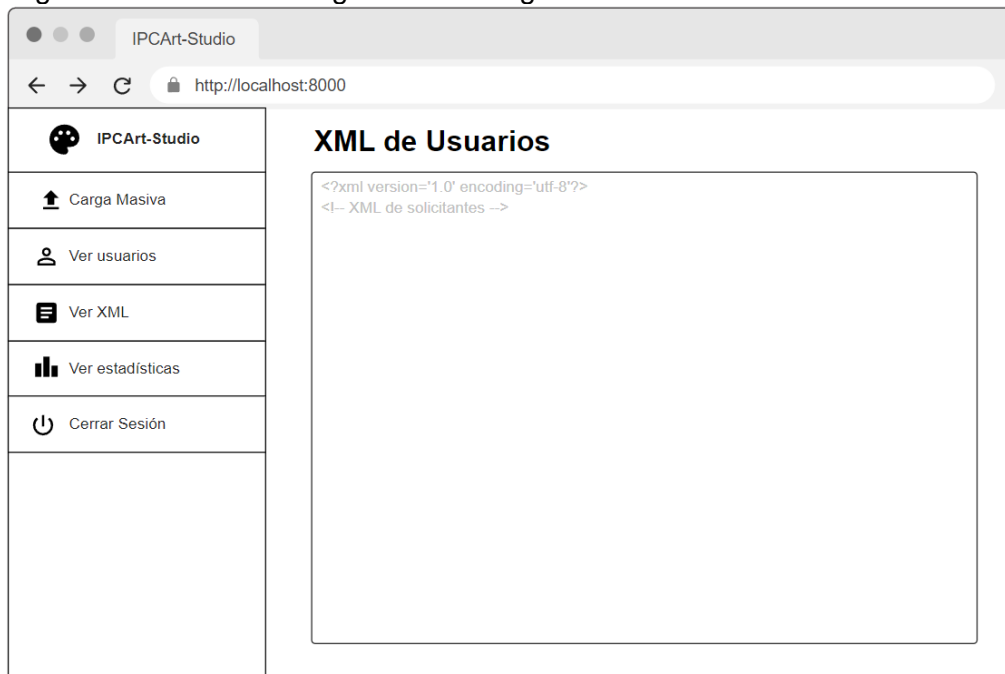 IPCArt-Studio
http://localhost:8000
IPCArt-Studio
Carga Masiva
Ver usuarios
Ver XML
Ver estadísticas
Cerrar Sesión
XML de Usuarios
<?xml version='1.0' encoding='utf-8'?>
<!-- XML de solicitantes -->